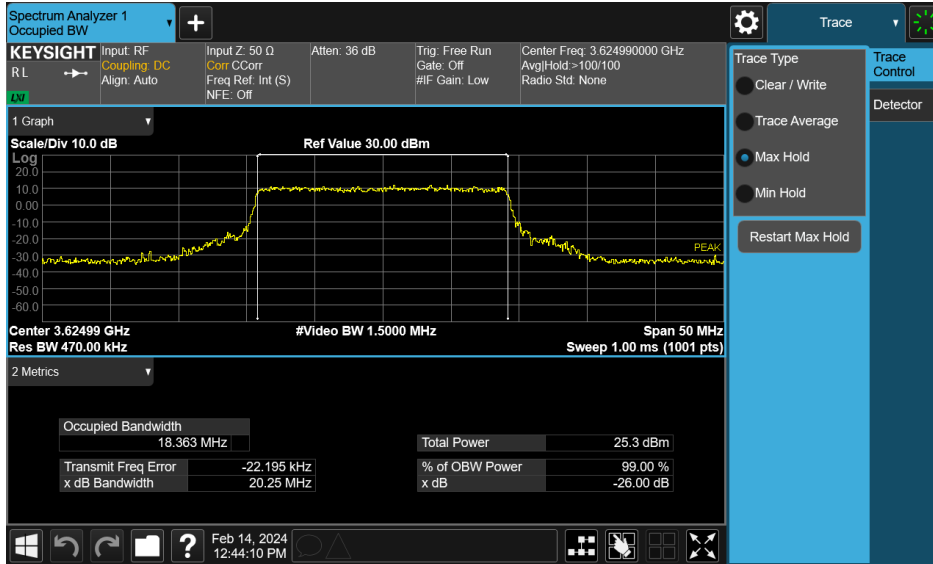 Spectrum Analyzer 1
Occupied BW
Trace
KEYSIGHT
RL
LXI
Input: RF
Coupling: DC
Align: Auto
Input Z: 50 Ω
Corr CCorr
Freq Ref: Int (S)
NFE: Off
Atten: 36 dB
Trig: Free Run
Gate: Off
#IF Gain: Low
Center Freq: 3.624990000 GHz
Avg|Hold:>100/100
Radio Std: None
1 Graph
Scale/Div 10.0 dB
Ref Value 30.00 dBm
Log
20.0
10.0
0.00
-10.0
-20.0
-30.0
-40.0
-50.0
-60.0
PEAK
Center 3.62499 GHz
#Video BW 1.5000 MHz
Span 50 MHz
Res BW 470.00 kHz
Sweep 1.00 ms (1001 pts)
2 Metrics
Occupied Bandwidth
18.363 MHz
Total Power 25.3 dBm
Transmit Freq Error -22.195 kHz
% of OBW Power 99.00 %
x dB Bandwidth 20.25 MHz
x dB -26.00 dB
?
Feb 14, 2024
12:44:10 PM
Trace Type
Clear / Write
Trace Average
Max Hold
Min Hold
Restart Max Hold
Trace
Control
Detector